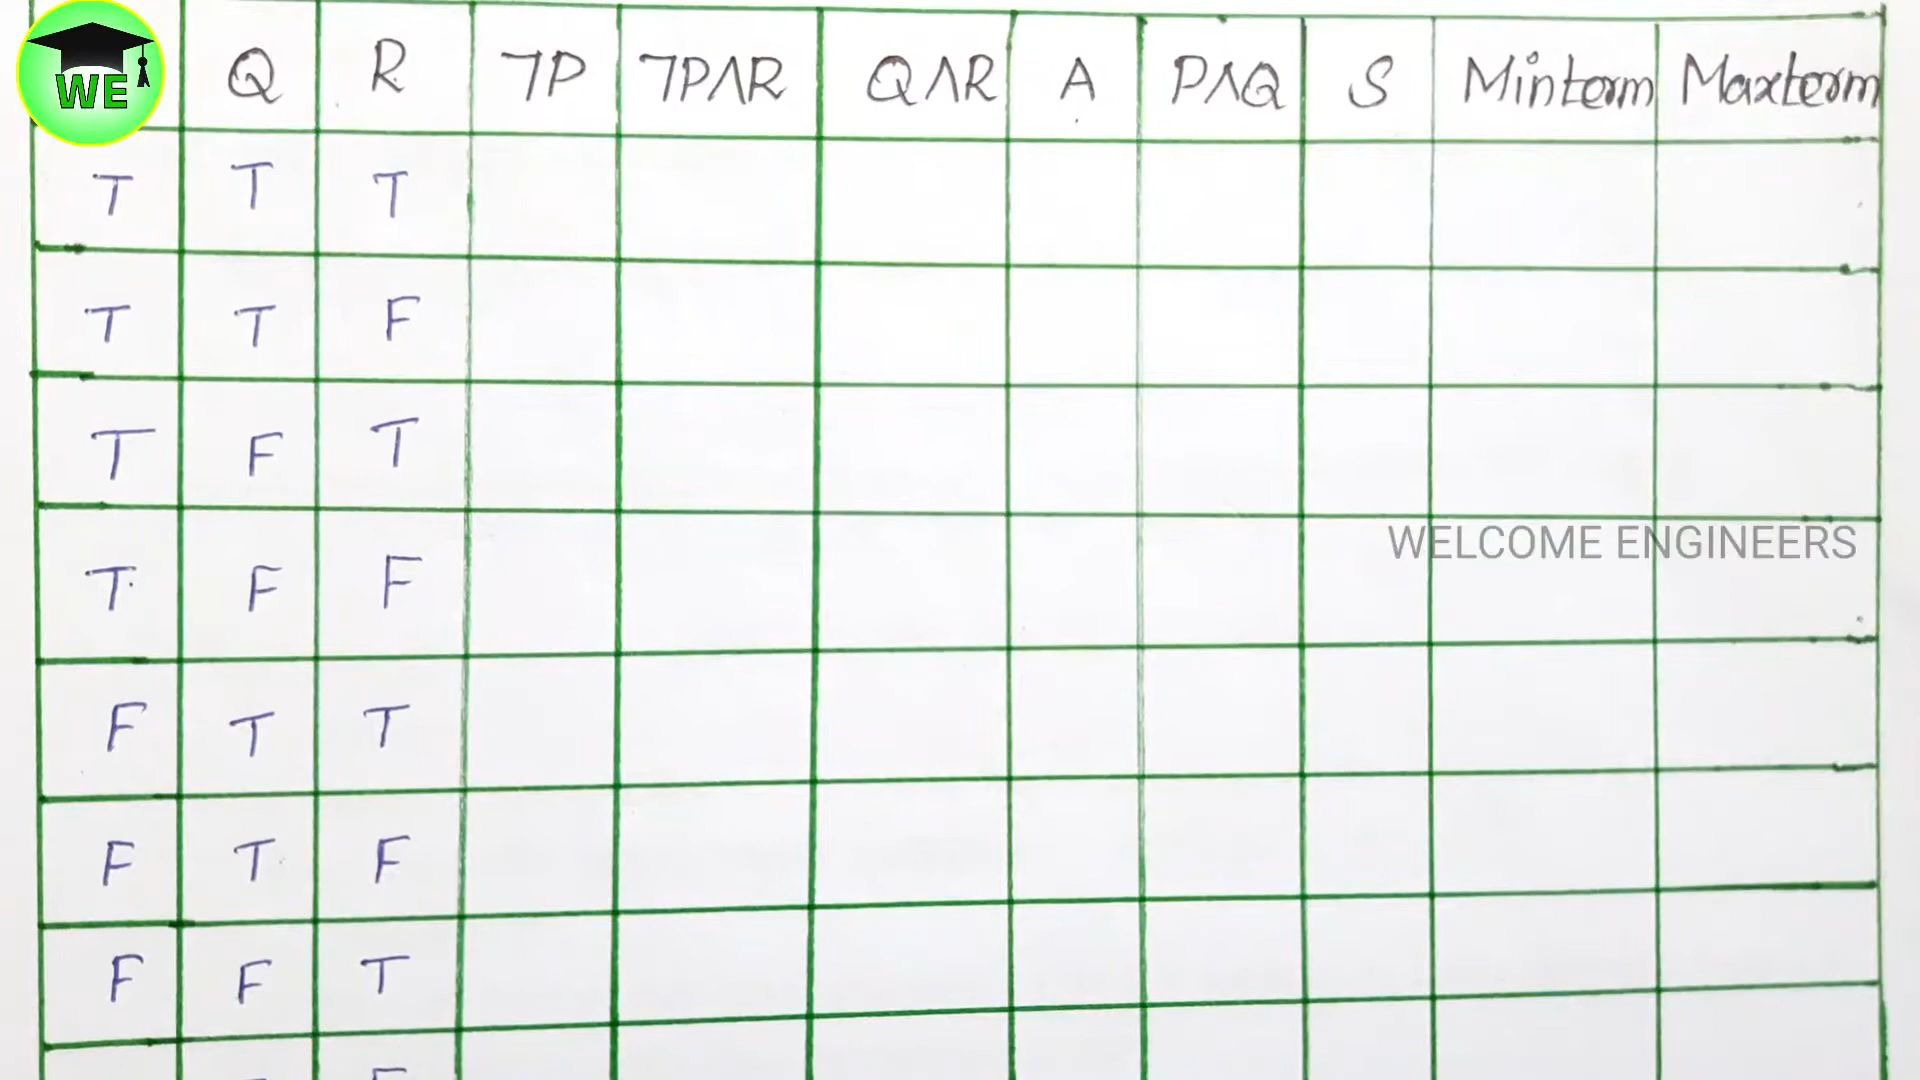 WE
Q R ¬P ¬P∧R Q∧R A P∧Q S Minterm Maxterm
T T T
T T F
T F T
T F F
WELCOME ENGINEERS
F T T
F T F
F F T